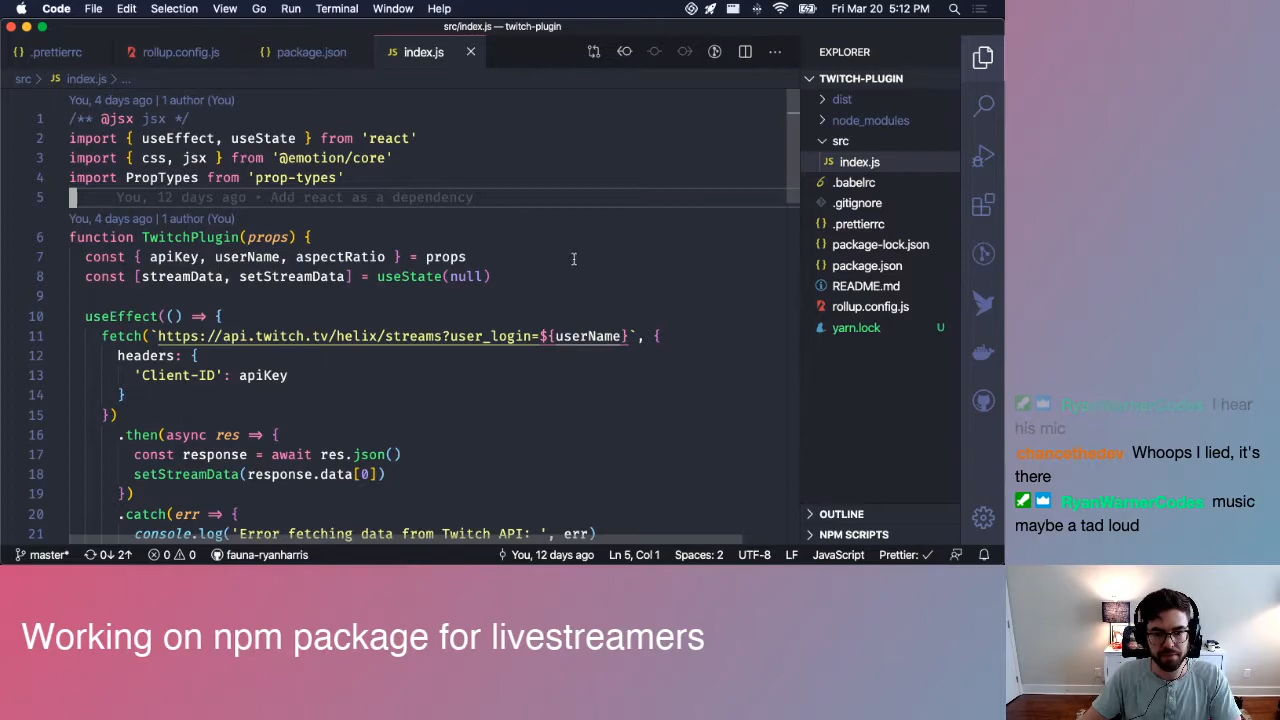 Code File Edit Selection View Go Run Terminal Window Help Fri Mar 20 5:12 PM
src/index.js — twitch-plugin
.prettierrc rollup.config.js package.json JS index.js
src > JS index.js > ...
You, 4 days ago | 1 author (You)
1 /** @jsx jsx */
2 import { useEffect, useState } from 'react'
3 import { css, jsx } from '@emotion/core'
4 import PropTypes from 'prop-types'
5 You, 12 days ago • Add react as a dependency
You, 4 days ago | 1 author (You)
6 function TwitchPlugin(props) {
7 const { apiKey, userName, aspectRatio } = props
8 const [streamData, setStreamData] = useState(null)
9
10 useEffect(() => {
11 fetch(`https://api.twitch.tv/helix/streams?user_login=${userName}`, {
12 headers: {
13 'Client-ID': apiKey
14 }
15 })
16 .then(async res => {
17 const response = await res.json()
18 setStreamData(response.data[0])
19 })
20 .catch(err => {
21 console.log('Error fetching data from Twitch API: ', err)
EXPLORER
TWITCH-PLUGIN
dist
node_modules
src
JS index.js
.babelrc
.gitignore
.prettierrc
package-lock.json
package.json
README.md
rollup.config.js
yarn.lock U
OUTLINE
NPM SCRIPTS
master* 0↓ 21↑ 0 0 fauna-ryanharris You, 12 days ago Ln 5, Col 1 Spaces: 2 UTF-8 LF JavaScript Prettier: ✓
RyanWarnerCodes I hear
his mic
chancethedev Whoops I lied, it's
there
RyanWarnerCodes music
maybe a tad loud
Working on npm package for livestreamers